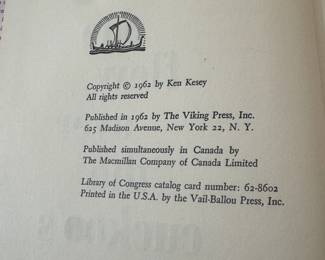 Copyright © 1962 by Ken Kesey
All rights reserved
Published in 1962 by The Viking Press, Inc.
625 Madison Avenue, New York 22, N. Y.
Published simultaneously in Canada by
The Macmillan Company of Canada Limited
Library of Congress catalog card number: 62-8602
Printed in the U.S.A. by the Vail-Ballou Press, Inc.